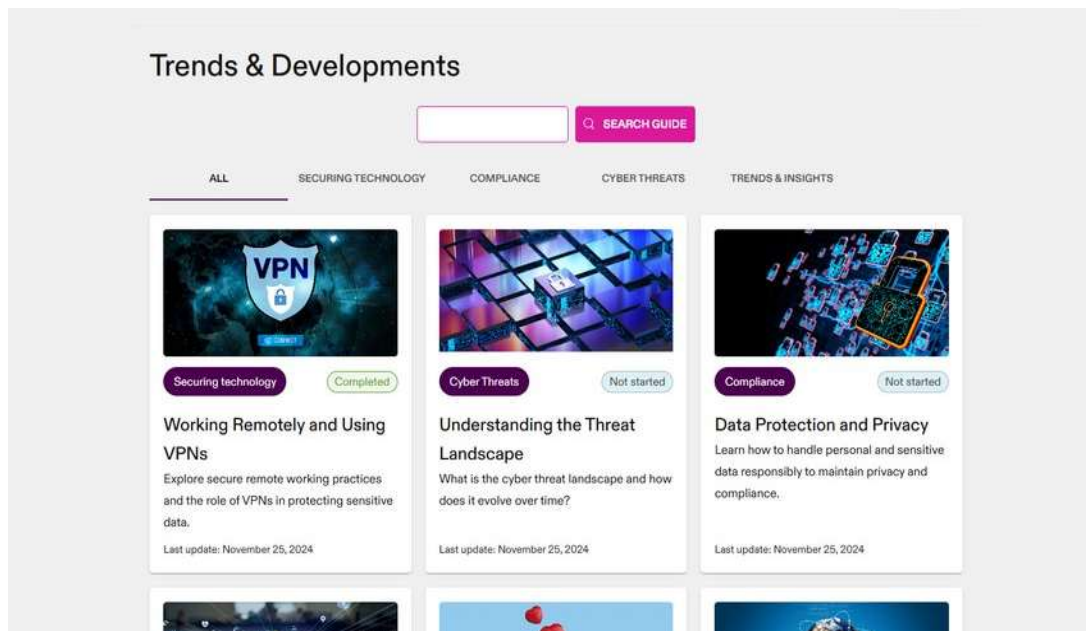 Trends & Developments
SEARCH GUIDE
ALL
SECURING TECHNOLOGY
COMPLIANCE
CYBER THREATS
TRENDS & INSIGHTS
VPN
CONNECT
Securing technology
Completed
Working Remotely and Using
VPNs
Explore secure remote working practices
and the role of VPNs in protecting sensitive
data.
Last update: November 25, 2024
Cyber Threats
Not started
Understanding the Threat
Landscape
What is the cyber threat landscape and how
does it evolve over time?
Last update: November 25, 2024
Compliance
Not started
Data Protection and Privacy
Learn how to handle personal and sensitive
data responsibly to maintain privacy and
compliance.
Last update: November 25, 2024